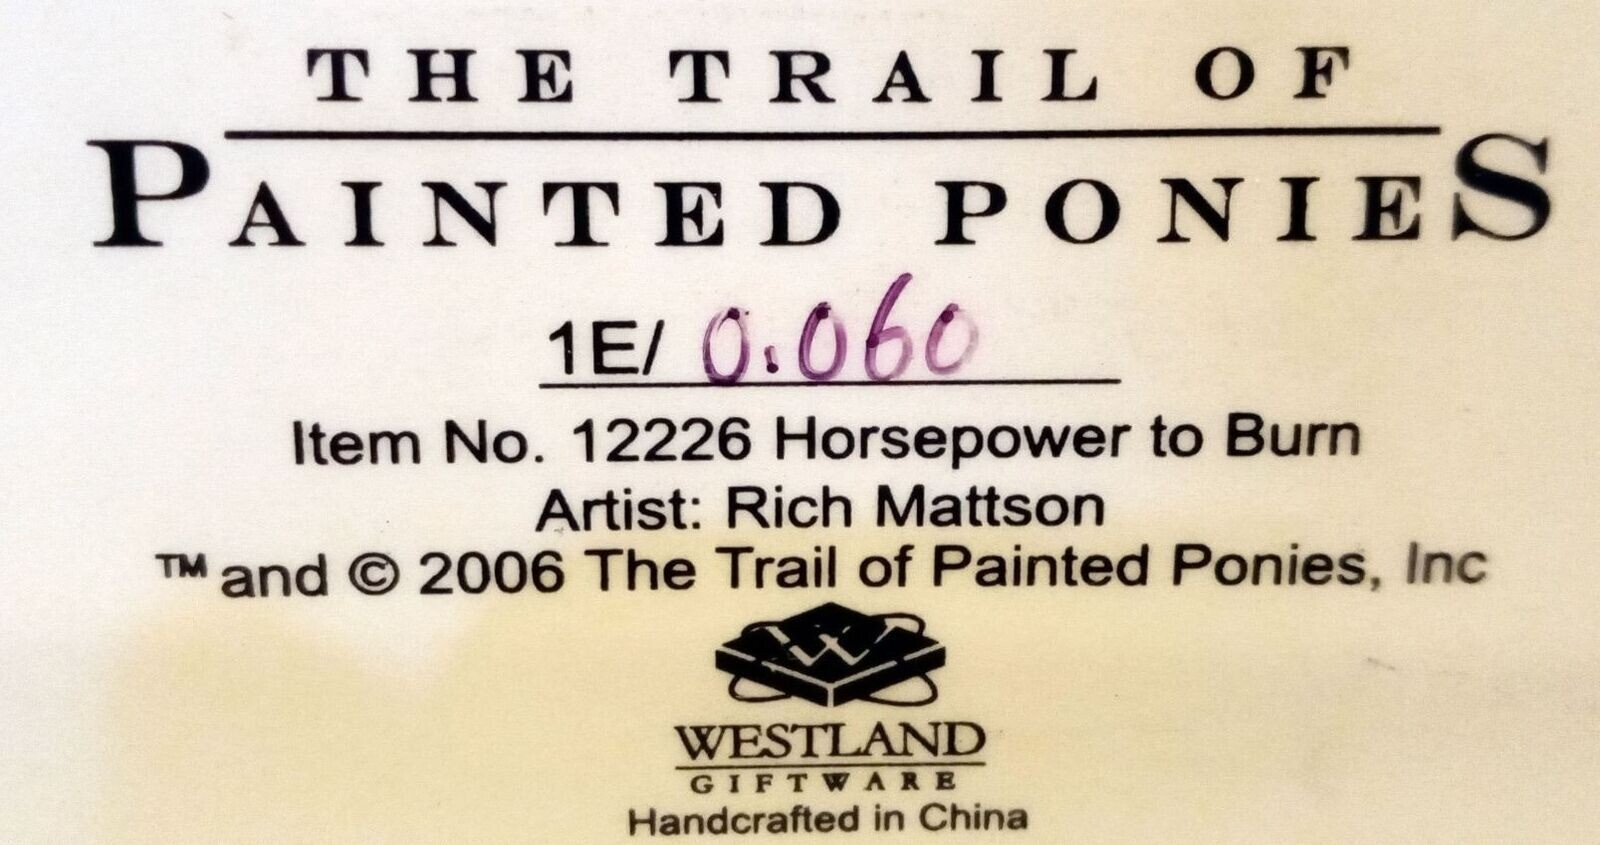 THE TRAIL OF
PAINTED PONIES
1E/ 0.060
Item No. 12226 Horsepower to Burn
Artist: Rich Mattson
™ and © 2006 The Trail of Painted Ponies, Inc
W
WESTLAND
GIFTWARE
Handcrafted in China